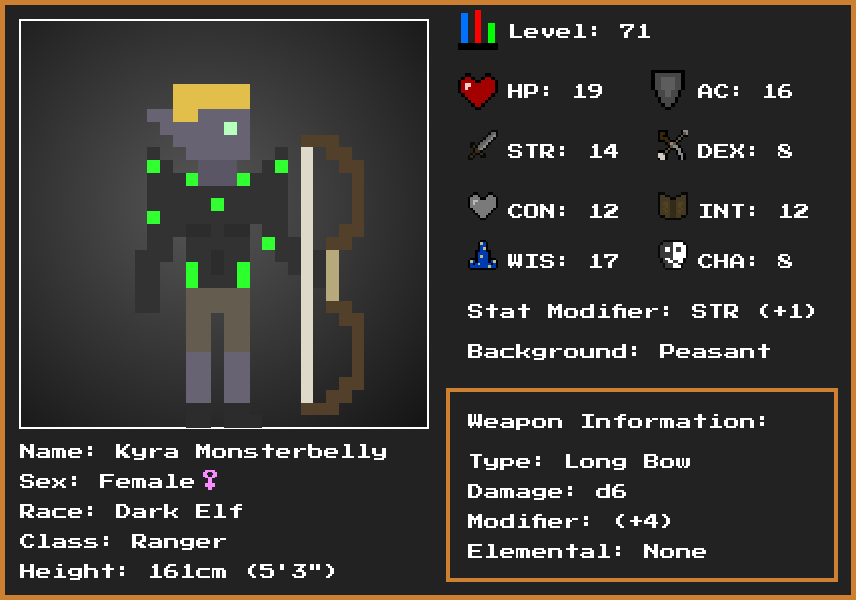 Level: 71
HP: 19 AC: 16
STR: 14 DEX: 8
CON: 12 INT: 12
WIS: 17 CHA: 8
Stat Modifier: STR (+1)
Background: Peasant
Weapon Information:
Type: Long Bow
Damage: d6
Modifier: (+4)
Elemental: None
Name: Kyra Monsterbelly
Sex: Female♀
Race: Dark Elf
Class: Ranger
Height: 161cm (5'3")